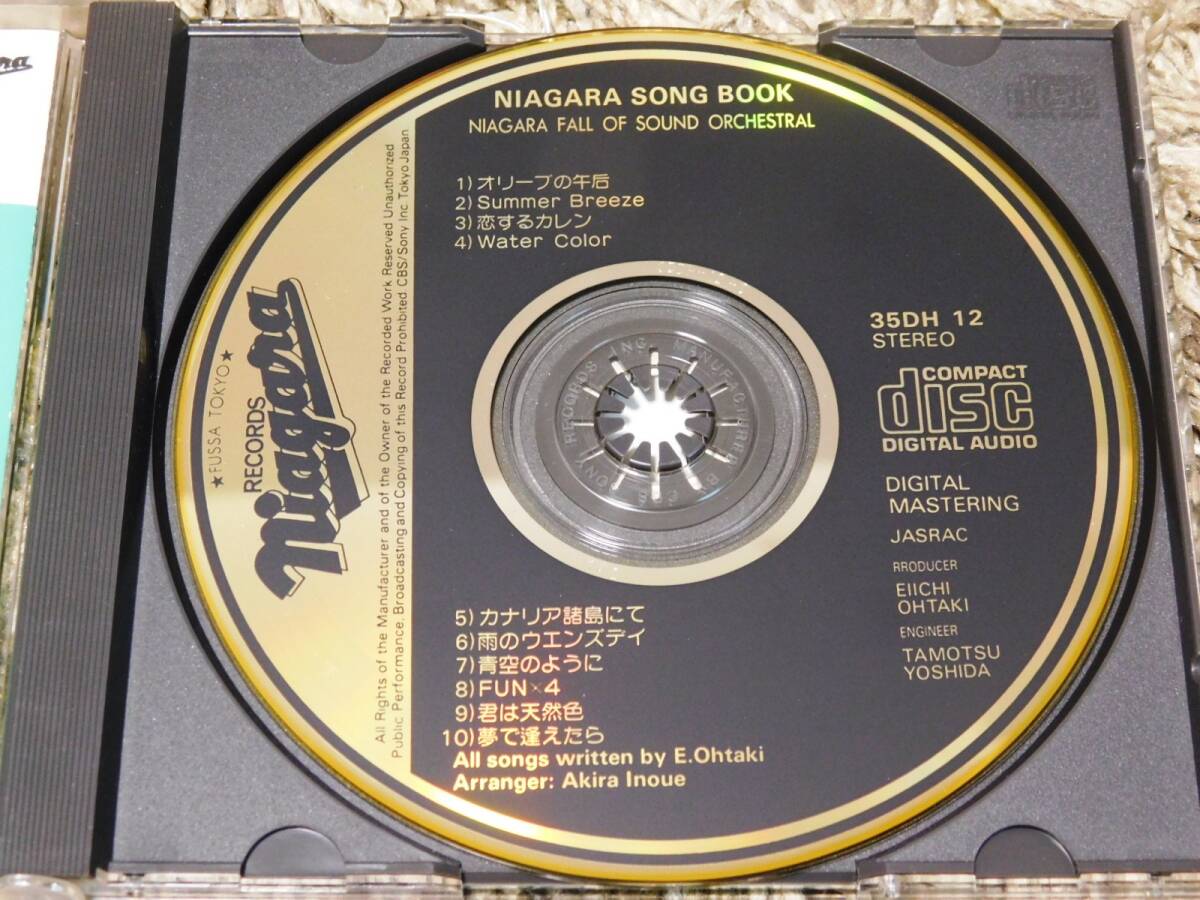 NIAGARA SONG BOOK
NIAGARA FALL OF SOUND ORCHESTRAL
1)オリーブの午后
2)Summer Breeze
3)恋するカレン
4)Water Color
35DH 12
STEREO
COMPACT
disc
DIGITAL AUDIO
DIGITAL
MASTERING
JASRAC
RRODUCER
EIICHI
OHTAKI
ENGINEER
TAMOTSU
YOSHIDA
5)カナリア諸島にて
6)雨のウエンズデイ
7)青空のように
8)FUN×4
9)君は天然色
10)夢で逢えたら
All songs written by E.Ohtaki
Arranger: Akira Inoue
★FUSSA TOKYO★
RECORDS
Niagara
All Rights of the Manufacturer and of the Owner of the Recorded Work Reserved Unauthorized
Public Performance, Broadcasting and Copying of this Record Prohibited CBS/Sony Inc. Tokyo Japan
RECORDS INC. MANUFACTURED